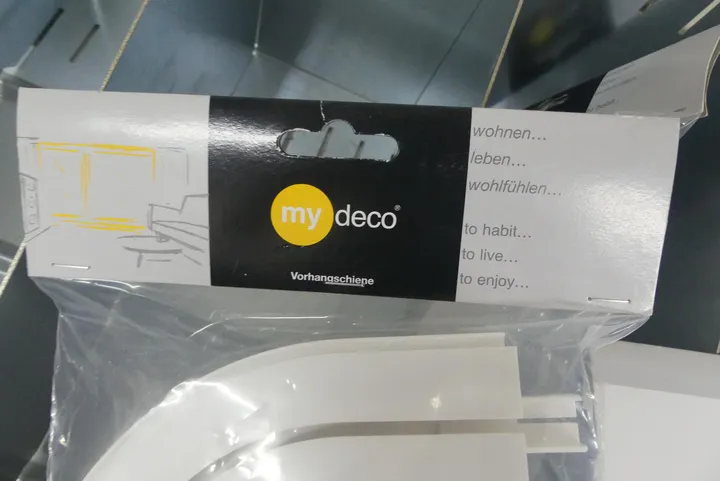 wohnen...
leben...
wohlfühlen...
my deco®
to habit...
to live...
to enjoy...
Vorhangschiene